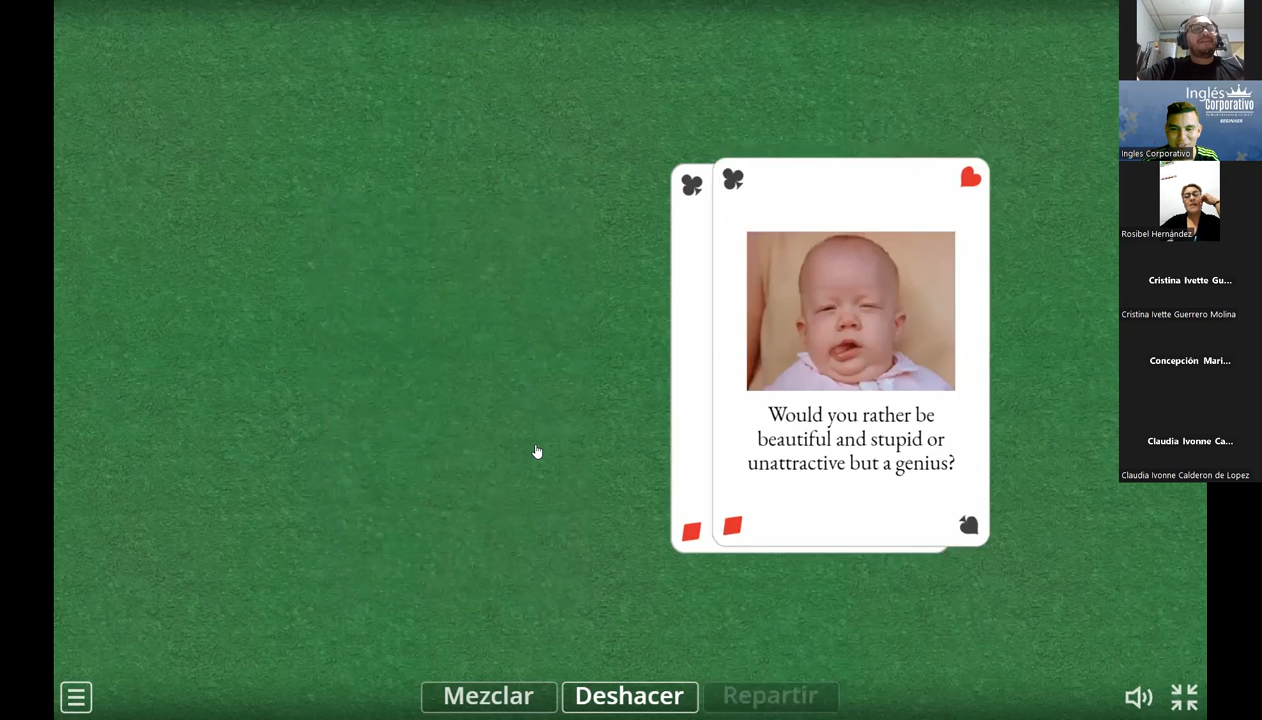 Would you rather be
beautiful and stupid or
unattractive but a genius?
Mezclar
Deshacer
Repartir
Inglés
Corporativo
BEGINNER
Ingles Corporativo
Rosibel Hernández
Cristina Ivette Gu...
Cristina Ivette Guerrero Molina
Concepción Mari...
Claudia Ivonne Ca...
Claudia Ivonne Calderon de Lopez